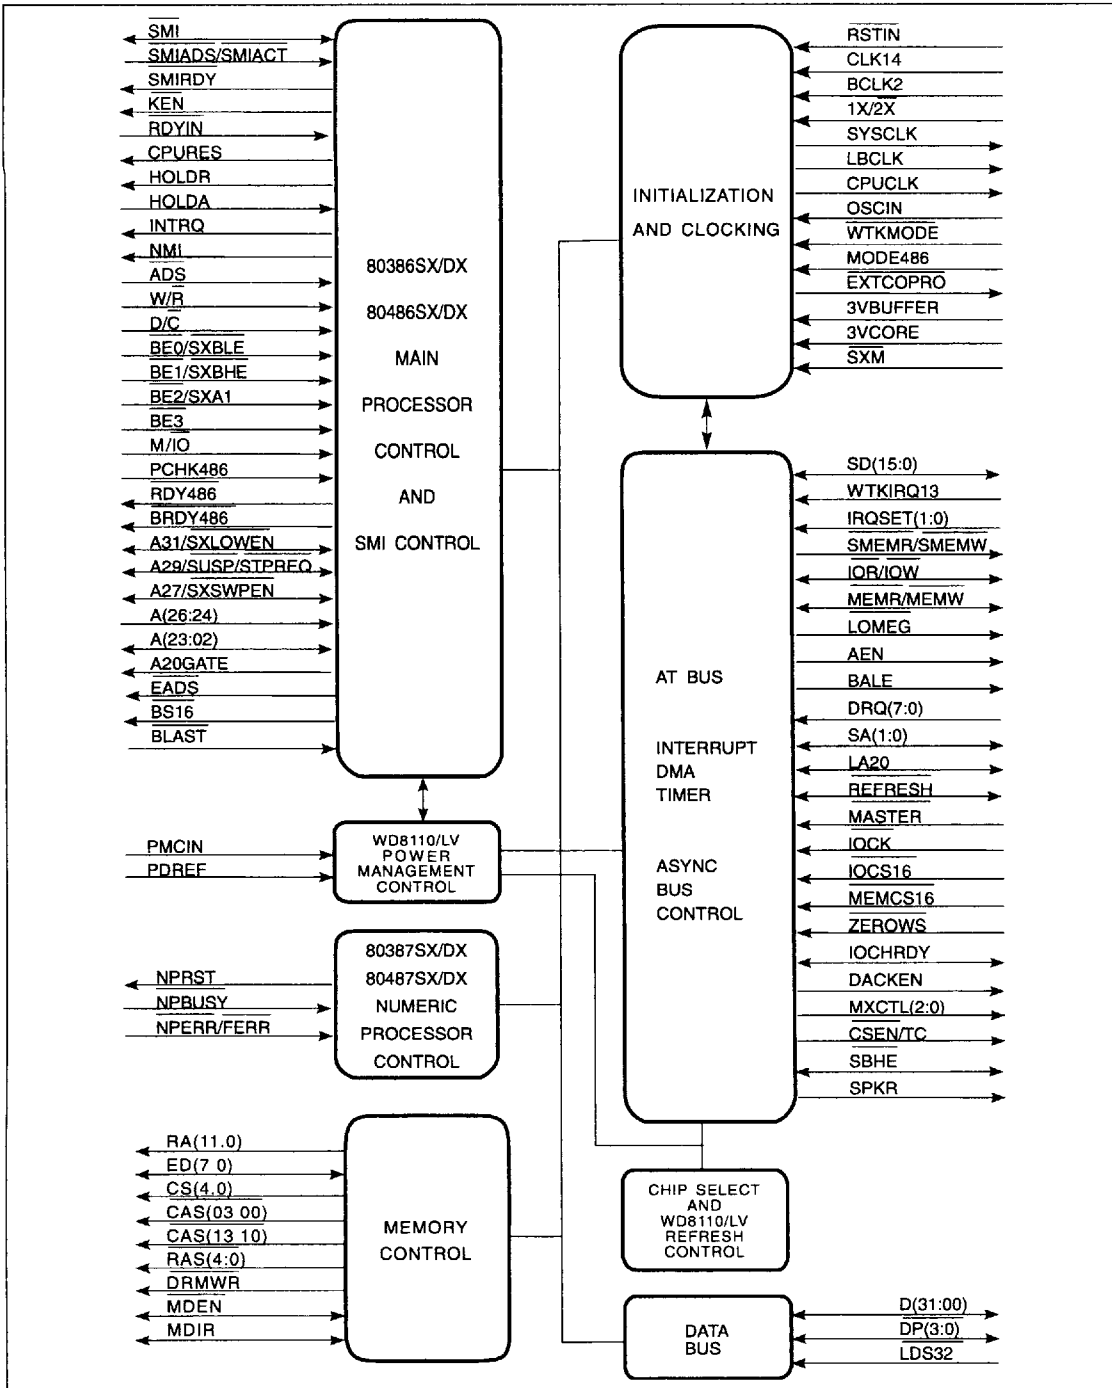 SMI
SMIADS/SMIACT
SMIRDY
KEN
RDYIN
CPURES
HOLDR
HOLDA
INTRQ
NMI
ADS
W/R
D/C
BE0/SXBLE
BE1/SXBHE
BE2/SXA1
BE3
M/IO
PCHK486
RDY486
BRDY486
A31/SXLOWEN
A29/SUSP/STPREQ
A27/SXSWPEN
A(26:24)
A(23:02)
A20GATE
EADS
BS16
BLAST
80386SX/DX
80486SX/DX
MAIN
PROCESSOR
CONTROL
AND
SMI CONTROL
PMCIN
PDREF
WD8110/LV
POWER
MANAGEMENT
CONTROL
NPRST
NPBUSY
NPERR/FERR
80387SX/DX
80487SX/DX
NUMERIC
PROCESSOR
CONTROL
RA(11.0)
ED(7 0)
CS(4.0)
CAS(03 00)
CAS(13 10)
RAS(4:0)
DRMWR
MDEN
MDIR
MEMORY
CONTROL
INITIALIZATION
AND CLOCKING
RSTIN
CLK14
BCLK2
1X/2X
SYSCLK
LBCLK
CPUCLK
OSCIN
WTKMODE
MODE486
EXTCOPRO
3VBUFFER
3VCORE
SXM
AT BUS
INTERRUPT
DMA
TIMER
ASYNC
BUS
CONTROL
SD(15:0)
WTKIRQ13
IRQSET(1:0)
SMEMR/SMEMW
IOR/IOW
MEMR/MEMW
LOMEG
AEN
BALE
DRQ(7:0)
SA(1:0)
LA20
REFRESH
MASTER
IOCK
IOCS16
MEMCS16
ZEROWS
IOCHRDY
DACKEN
MXCTL(2:0)
CSEN/TC
SBHE
SPKR
CHIP SELECT
AND
WD8110/LV
REFRESH
CONTROL
DATA
BUS
D(31:00)
DP(3:0)
LDS32